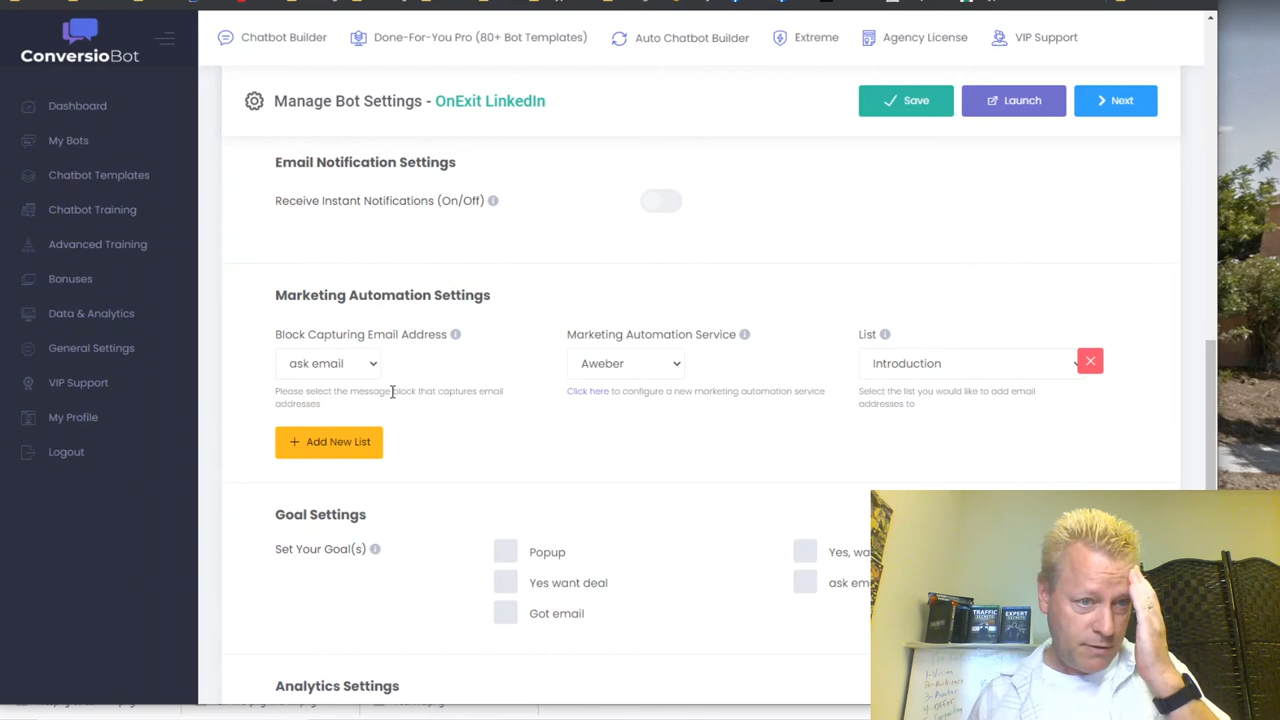 ConversioBot
Chatbot Builder
Done-For-You Pro (80+ Bot Templates)
Auto Chatbot Builder
Extreme
Agency License
VIP Support
Dashboard
My Bots
Chatbot Templates
Chatbot Training
Advanced Training
Bonuses
Data & Analytics
General Settings
VIP Support
My Profile
Logout
Manage Bot Settings - OnExit LinkedIn
Save
Launch
Next
Email Notification Settings
Receive Instant Notifications (On/Off)
Marketing Automation Settings
Block Capturing Email Address
Marketing Automation Service
List
ask email
Aweber
Introduction
Please select the message block that captures email
addresses
Click here to configure a new marketing automation service
Select the list you would like to add email
addresses to
+ Add New List
Goal Settings
Set Your Goal(s)
Popup
Yes, wa
Yes want deal
ask em
Got email
Analytics Settings
TRAFFIC
SECRETS
EXPERT
SECRETS